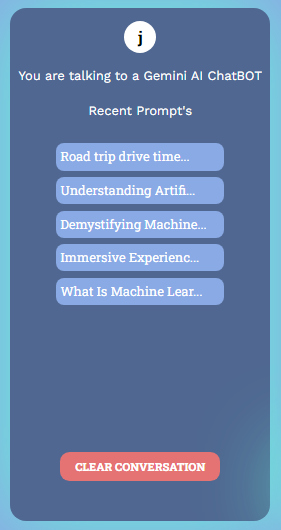 j
You are talking to a Gemini AI ChatBOT
Recent Prompt's
Road trip drive time...
Understanding Artifi...
Demystifying Machine...
Immersive Experienc...
What Is Machine Lear...
CLEAR CONVERSATION